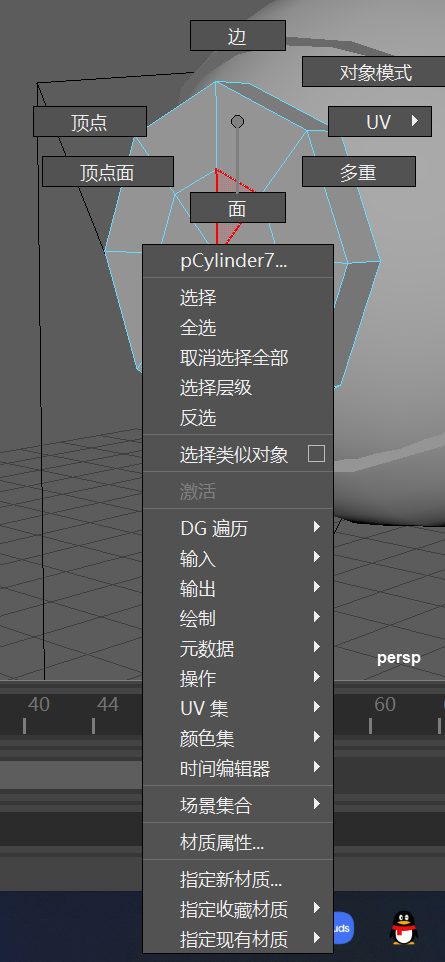 边
对象模式
顶点
UV
顶点面
多重
面
pCylinder7...
选择
全选
取消选择全部
选择层级
反选
选择类似对象
激活
DG 遍历
输入
输出
绘制
元数据
persp
操作
UV 集
40
44
60
颜色集
时间编辑器
场景集合
材质属性...
指定新材质...
指定收藏材质
uds
指定现有材质